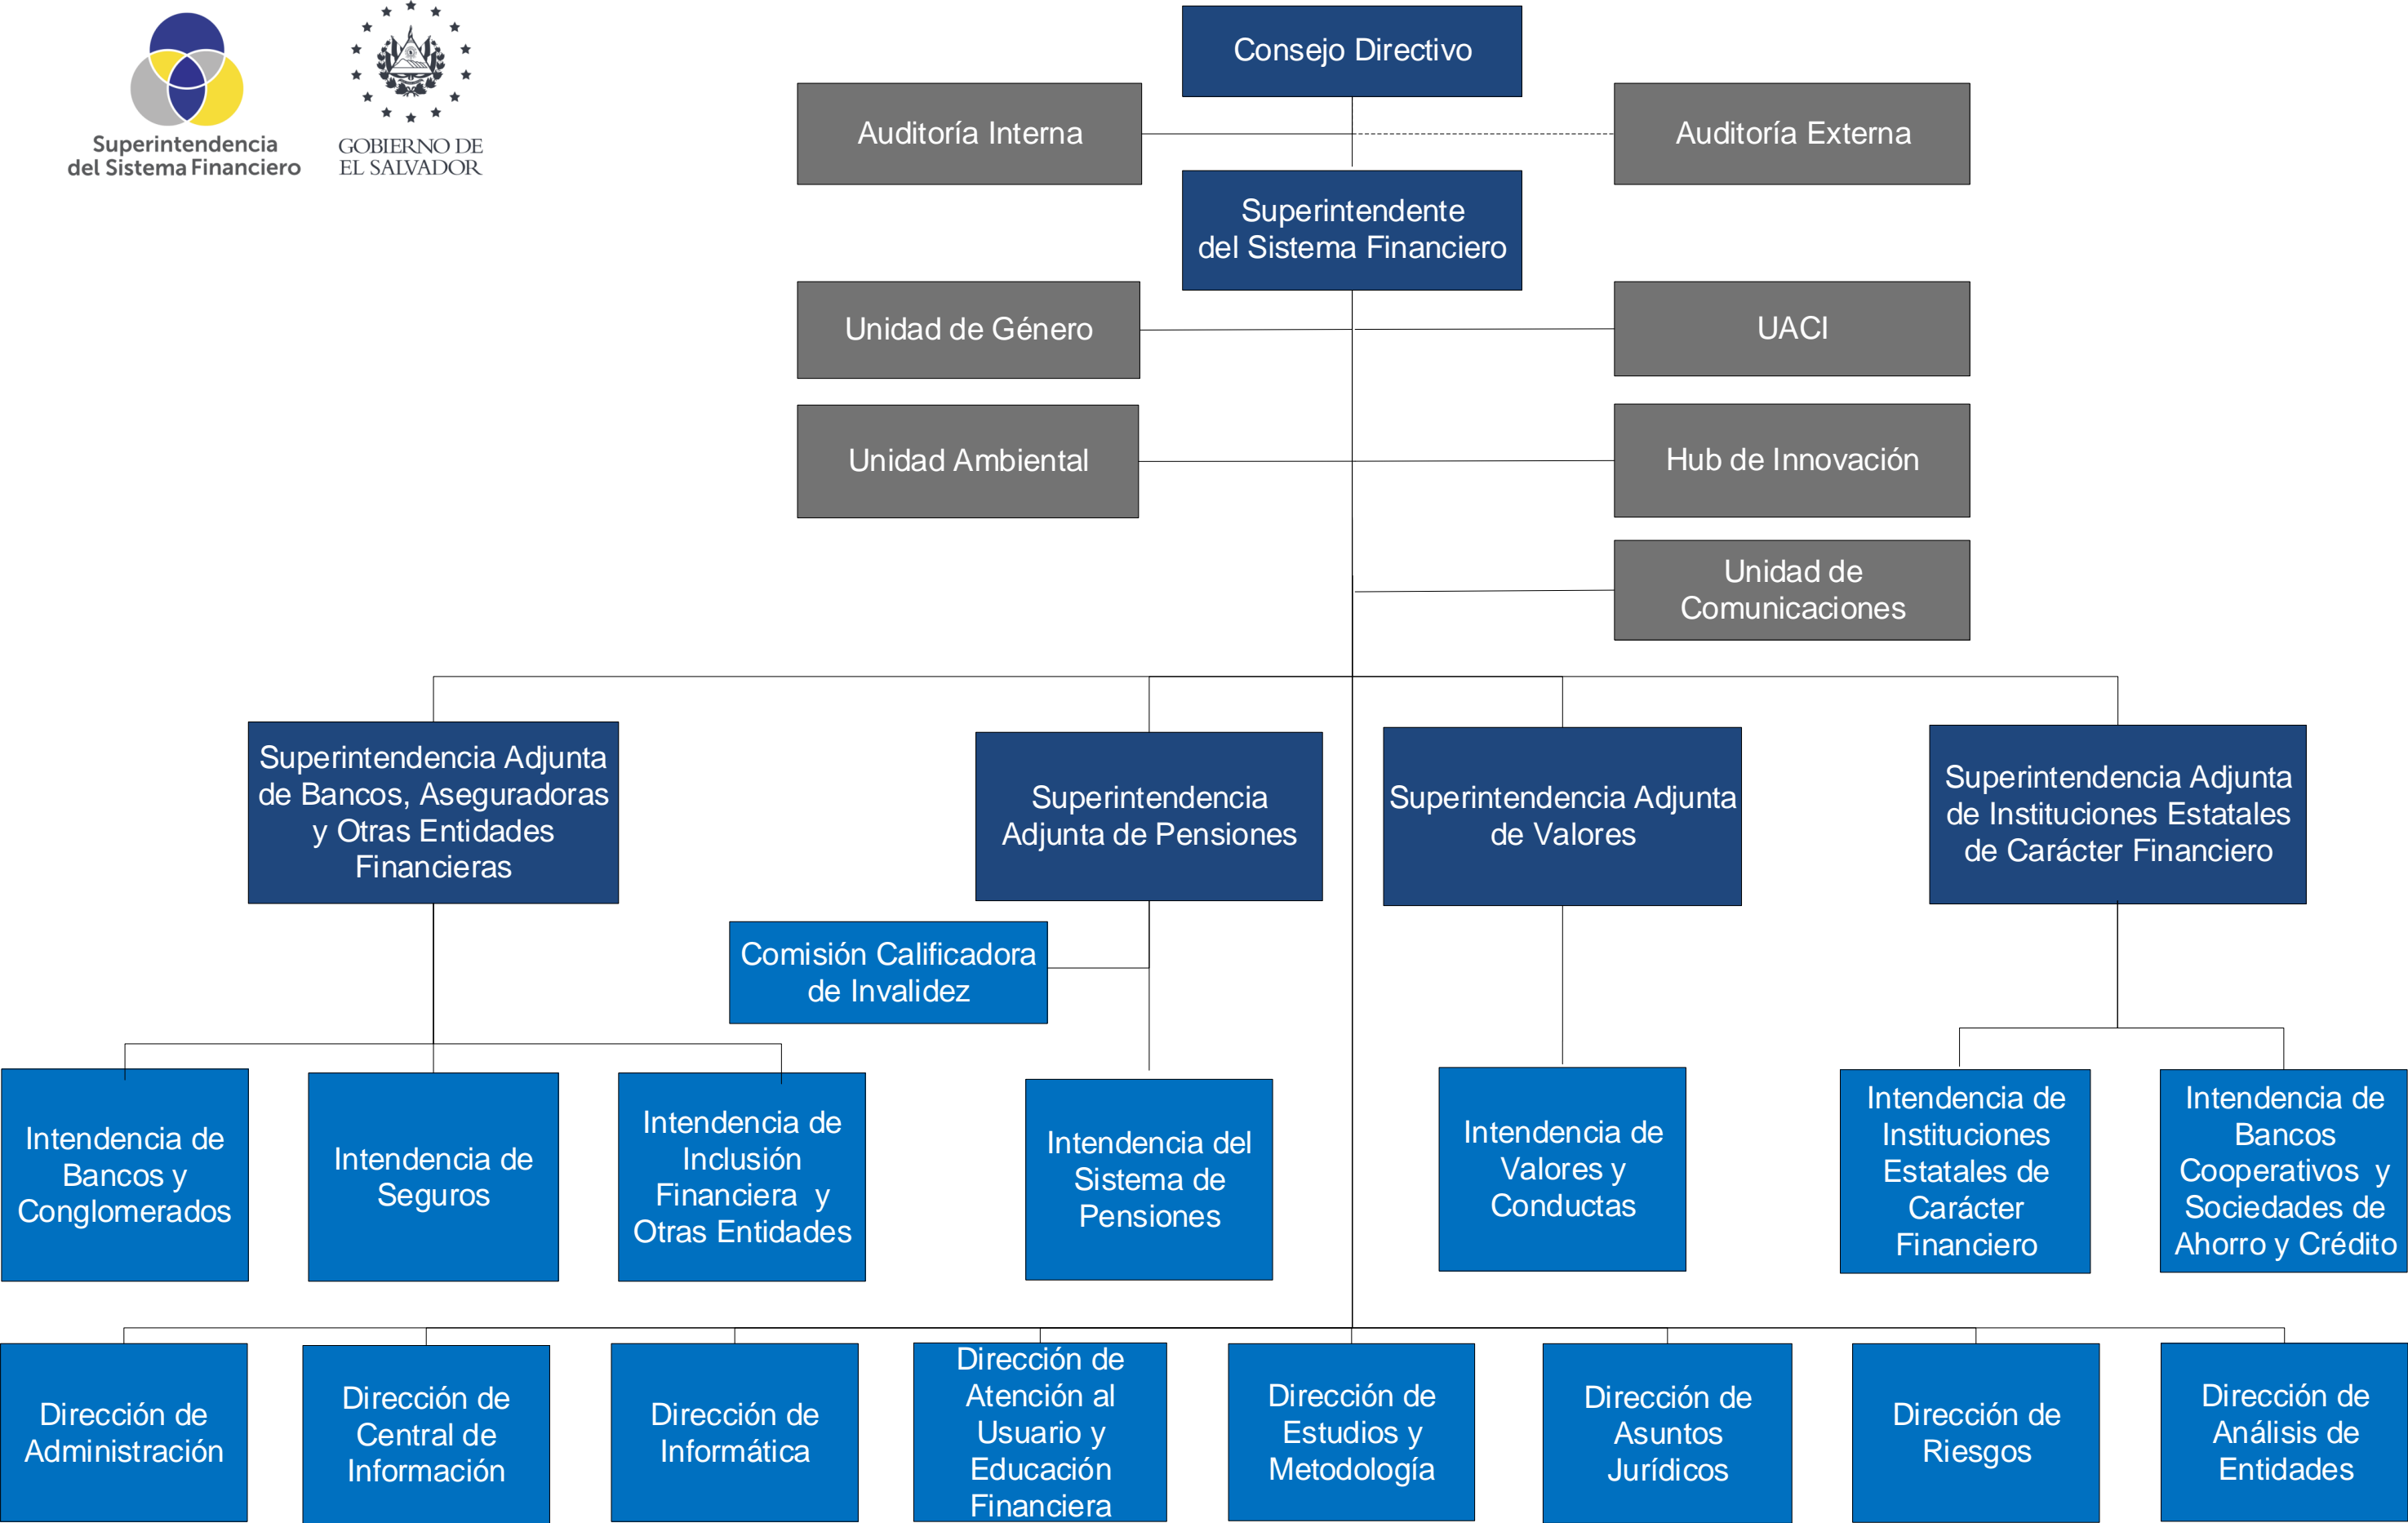 Superintendencia
del Sistema Financiero
GOBIERNO DE
EL SALVADOR
Consejo Directivo
Auditoría Interna
Auditoría Externa
Superintendente
del Sistema Financiero
Unidad de Género
UACI
Unidad Ambiental
Hub de Innovación
Unidad de
Comunicaciones
Superintendencia Adjunta
de Bancos, Aseguradoras
y Otras Entidades
Financieras
Superintendencia
Adjunta de Pensiones
Superintendencia Adjunta
de Valores
Superintendencia Adjunta
de Instituciones Estatales
de Carácter Financiero
Comisión Calificadora
de Invalidez
Intendencia de
Bancos y
Conglomerados
Intendencia de
Seguros
Intendencia de
Inclusión
Financiera y
Otras Entidades
Intendencia del
Sistema de
Pensiones
Intendencia de
Valores y
Conductas
Intendencia de
Instituciones
Estatales de
Carácter
Financiero
Intendencia de
Bancos
Cooperativos y
Sociedades de
Ahorro y Crédito
Dirección de
Administración
Dirección de
Central de
Información
Dirección de
Informática
Dirección de
Atención al
Usuario y
Educación
Financiera
Dirección de
Estudios y
Metodología
Dirección de
Asuntos
Jurídicos
Dirección de
Riesgos
Dirección de
Análisis de
Entidades